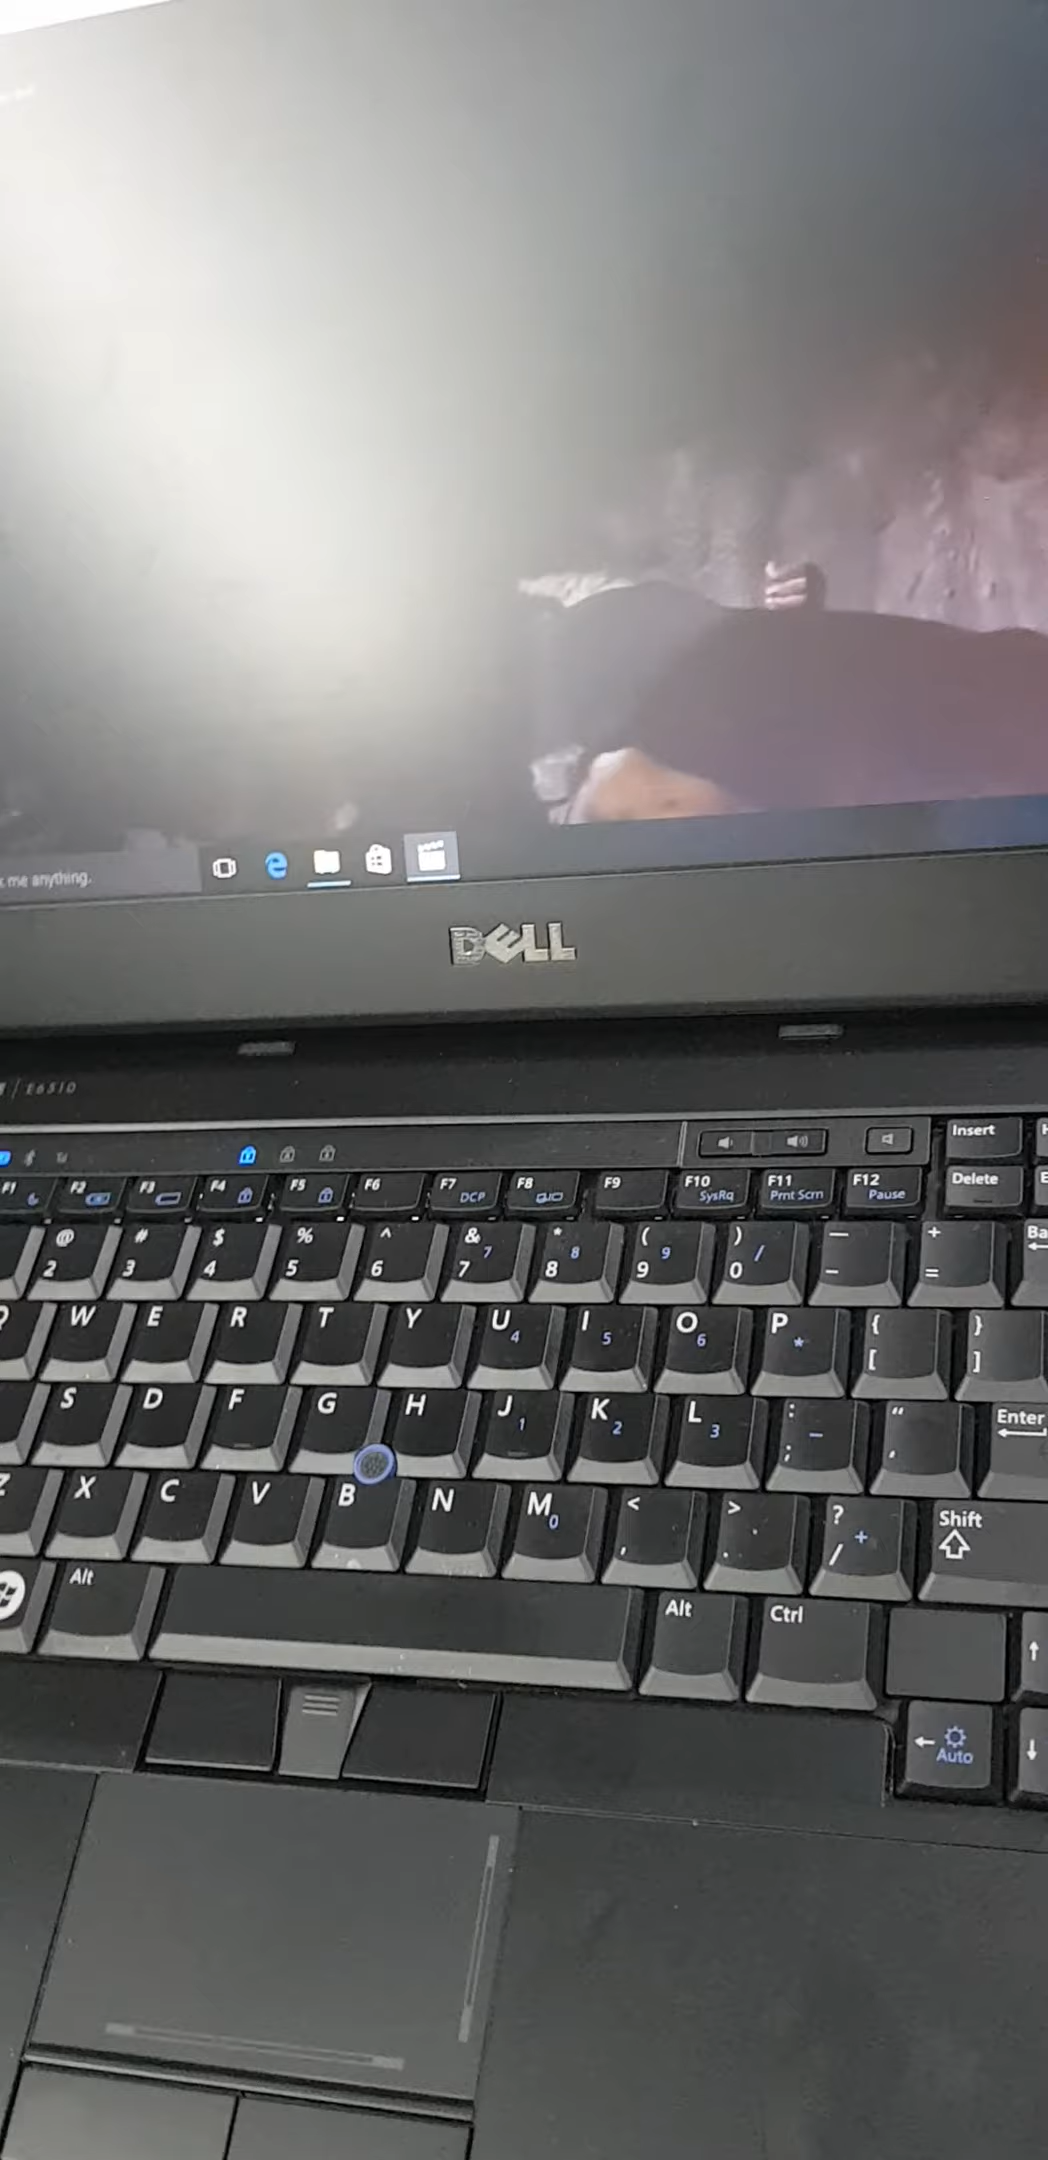 me anything.
DELL
E6510
Insert
F1
F2
F3
F4
F5
F6
F7 DCP
F8
F9
F10 SysRq
F11 Prnt Scrn
F12 Pause
Delete
@ 2
# 3
$ 4
% 5
^ 6
& 7 7
* 8 8
( 9 9
) 0 /
— -
+ =
Ba
W
E
R
T
Y
U 4
I 5
O 6
P *
{ [
} ]
S
D
F
G
H
J 1
K 2
L 3
: ; -
" '
Enter
Z
X
C
V
B
N
M 0
< ,
> . .
? / +
Shift
Alt
Alt
Ctrl
Auto